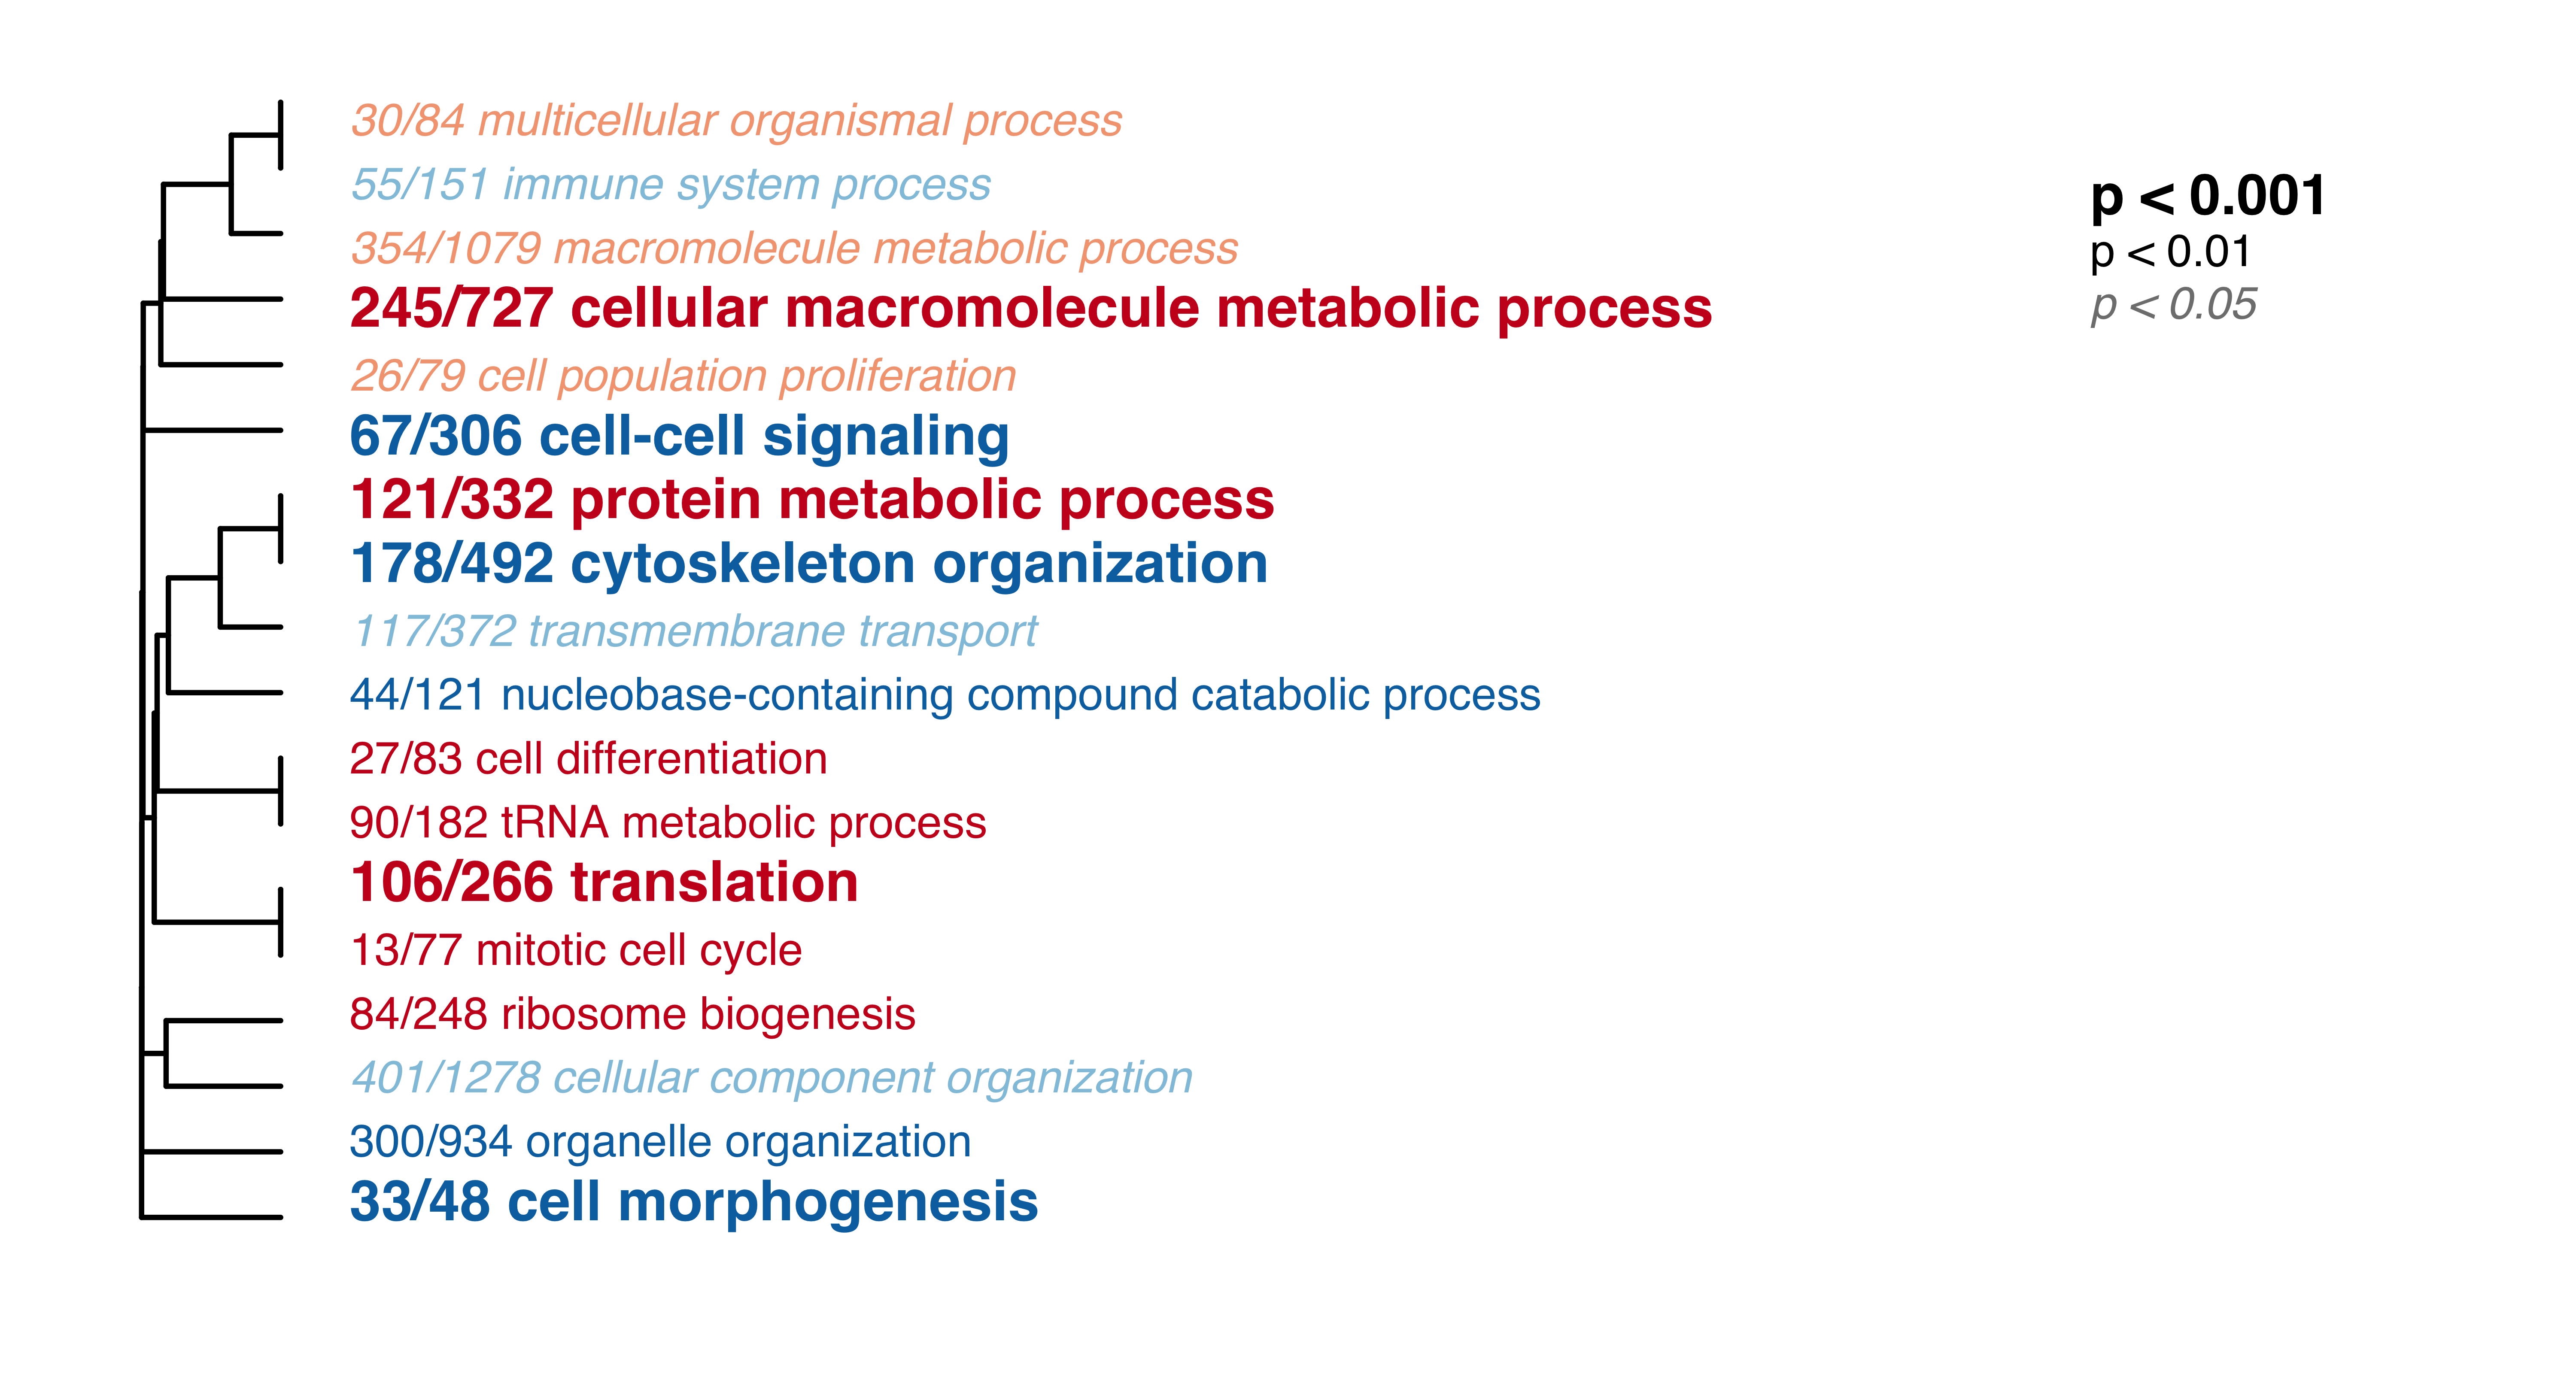 30/84 multicellular organismal process
55/151 immune system process
354/1079 macromolecule metabolic process
245/727 cellular macromolecule metabolic process
26/79 cell population proliferation
67/306 cell-cell signaling
121/332 protein metabolic process
178/492 cytoskeleton organization
117/372 transmembrane transport
44/121 nucleobase-containing compound catabolic process
27/83 cell differentiation
90/182 tRNA metabolic process
106/266 translation
13/77 mitotic cell cycle
84/248 ribosome biogenesis
401/1278 cellular component organization
300/934 organelle organization
33/48 cell morphogenesis
p < 0.001
p < 0.01
p < 0.05